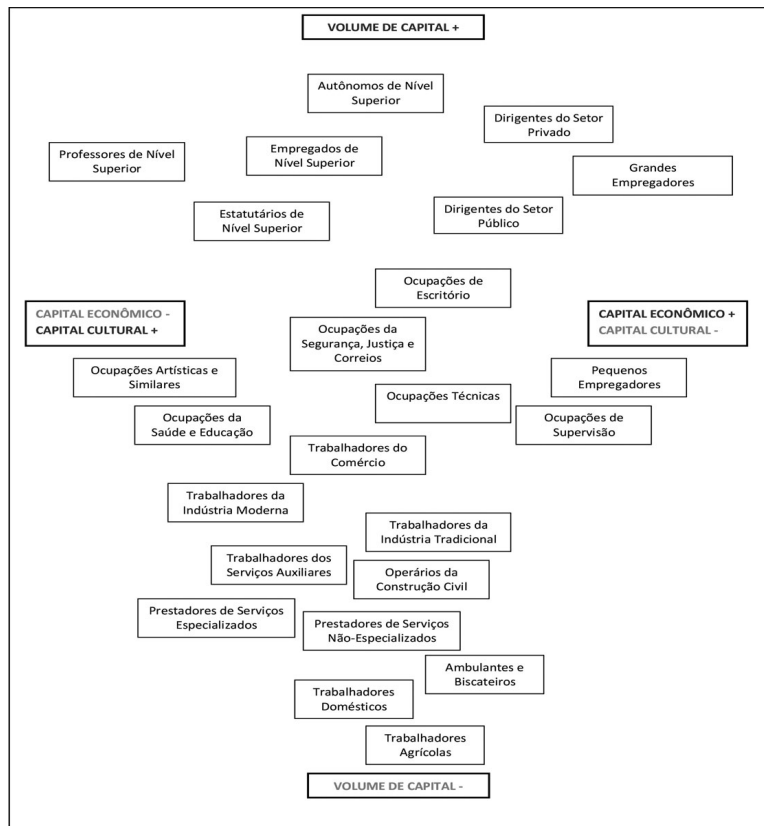 VOLUME DE CAPITAL +
Autônomos de Nível
Superior
Dirigentes do Setor
Privado
Professores de Nível
Superior
Empregados de
Nível Superior
Grandes
Empregadores
Estatutários de
Nível Superior
Dirigentes do Setor
Público
Ocupações de
Escritório
CAPITAL ECONÔMICO -
CAPITAL CULTURAL +
CAPITAL ECONÔMICO +
CAPITAL CULTURAL -
Ocupações da
Segurança, Justiça e
Correios
Ocupações Artísticas e
Similares
Pequenos
Empregadores
Ocupações Técnicas
Ocupações da
Saúde e Educação
Ocupações de
Supervisão
Trabalhadores do
Comércio
Trabalhadores da
Indústria Moderna
Trabalhadores da
Indústria Tradicional
Trabalhadores dos
Serviços Auxiliares
Operários da
Construção Civil
Prestadores de Serviços
Especializados
Prestadores de Serviços
Não-Especializados
Ambulantes e
Biscateiros
Trabalhadores
Domésticos
Trabalhadores
Agrícolas
VOLUME DE CAPITAL -